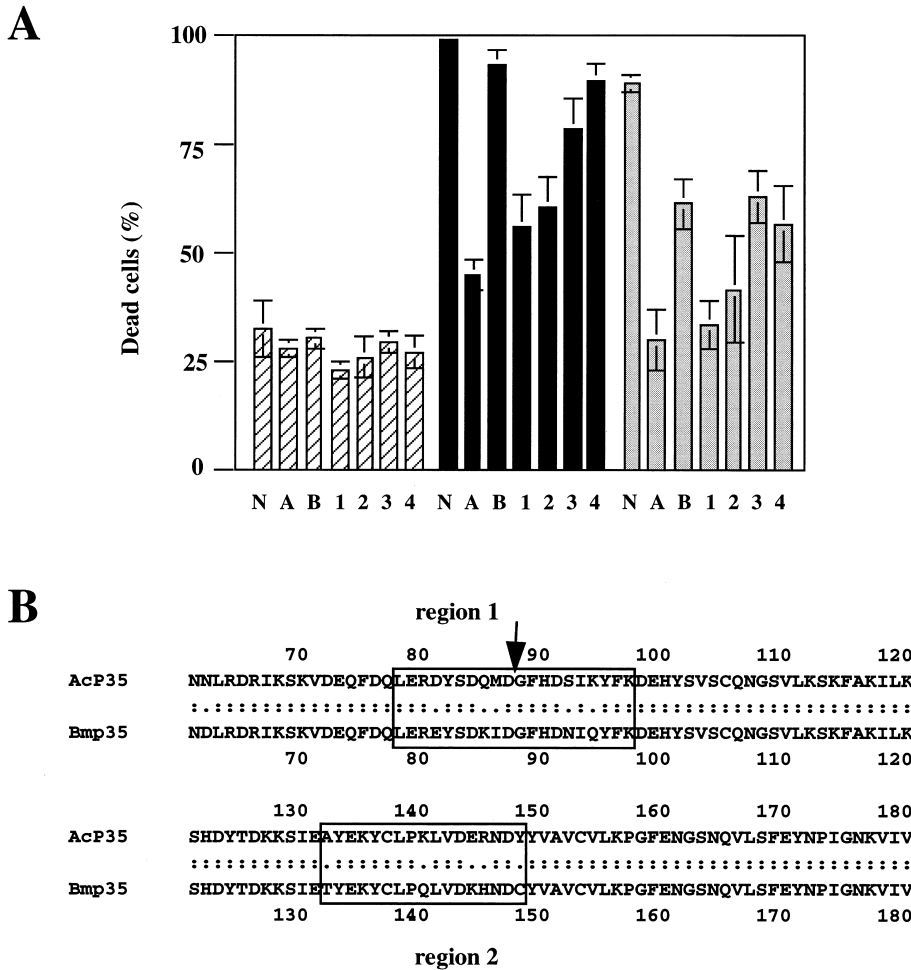 A
100
75
50
25
0
Dead cells (%)
N A B 1 2 3 4 N A B 1 2 3 4 N A B 1 2 3 4
B
region 1
70 80 90 100 110 120
AcP35 NNLRDRIKSKVDEQFDQLERDYSDQMDGFHDSIKYFKDEHYSVSCQNGSVLKSKFAKILK
:.::::::::::::::::::.:::..::::.:.::::::::::::::::::::::::::
Bmp35 NDLRDRIKSKVDEQFDQLEREYSDKIDGFHDNIQYFKDEHYSVSCQNGSVLKSKFAKILK
70 80 90 100 110 120
130 140 150 160 170 180
AcP35 SHDYTDKKSIEAYEKYCLPKLVDERNDYYVAVCVLKPGFENGSNQVLSFEYNPIGNKVIV
:::::::::::.:::::::.:::..::.::::::::::::::::::::::::::::::::
Bmp35 SHDYTDKKSIETYEKYCLPQLVDKHNDCYVAVCVLKPGFENGSNQVLSFEYNPIGNKVIV
130 140 150 160 170 180
region 2